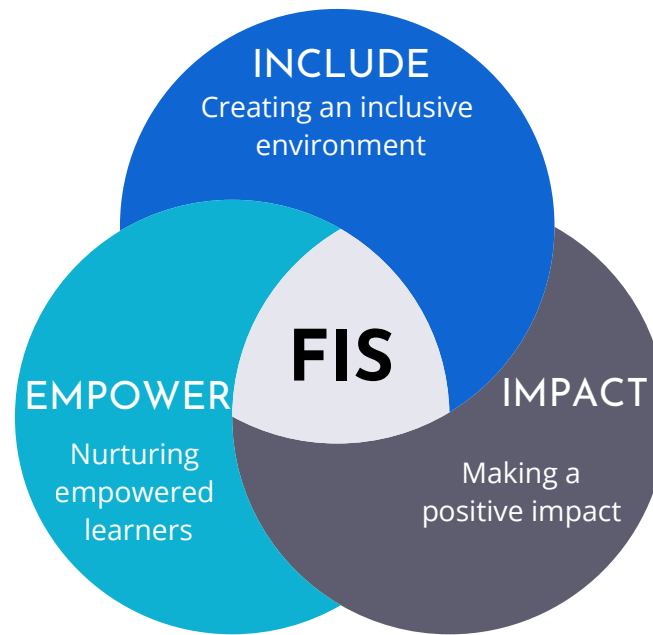 INCLUDE
Creating an inclusive
environment
FIS
EMPOWER
Nurturing
empowered
learners
IMPACT
Making a
positive impact